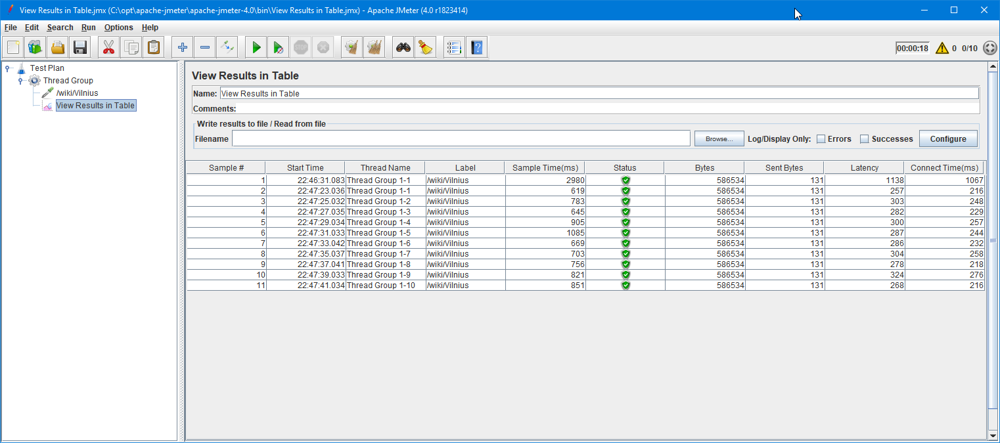 View Results in Table.jmx (C:\opt\apache-jmeter\apache-jmeter-4.0\bin\View Results in Table.jmx) - Apache JMeter (4.0 r1823414)
File Edit Search Run Options Help
STOP 00:00:18 0 0/10
Test Plan
Thread Group
/wiki/Vilnius
View Results in Table
View Results in Table
Name: View Results in Table
Comments:
Write results to file / Read from file
Filename Browse... Log/Display Only: Errors Successes Configure
Sample # Start Time Thread Name Label Sample Time(ms) Status Bytes Sent Bytes Latency Connect Time(ms)
1 22:46:31.083 Thread Group 1-1 /wiki/Vilnius 2980 586534 131 1138 1067
2 22:47:23.036 Thread Group 1-1 /wiki/Vilnius 619 586534 131 257 216
3 22:47:25.032 Thread Group 1-2 /wiki/Vilnius 783 586534 131 303 248
4 22:47:27.035 Thread Group 1-3 /wiki/Vilnius 645 586534 131 282 229
5 22:47:29.034 Thread Group 1-4 /wiki/Vilnius 905 586534 131 300 257
6 22:47:31.033 Thread Group 1-5 /wiki/Vilnius 1085 586534 131 287 244
7 22:47:33.042 Thread Group 1-6 /wiki/Vilnius 669 586534 131 286 232
8 22:47:35.037 Thread Group 1-7 /wiki/Vilnius 703 586534 131 304 258
9 22:47:37.041 Thread Group 1-8 /wiki/Vilnius 756 586534 131 278 218
10 22:47:39.033 Thread Group 1-9 /wiki/Vilnius 821 586534 131 324 276
11 22:47:41.034 Thread Group 1-10 /wiki/Vilnius 851 586534 131 268 216